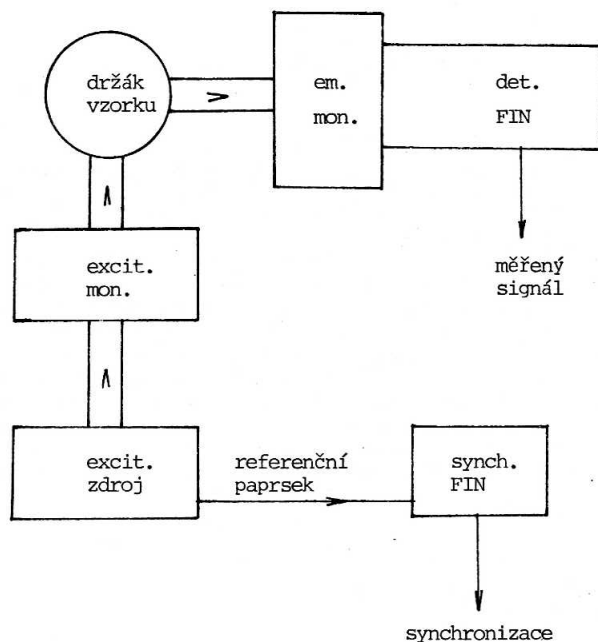 držák
vzorku
em.
mon.
det.
FIN
excit.
mon.
měřený
signál
excit.
zdroj
referenční
paprsek
synch.
FIN
synchronizace